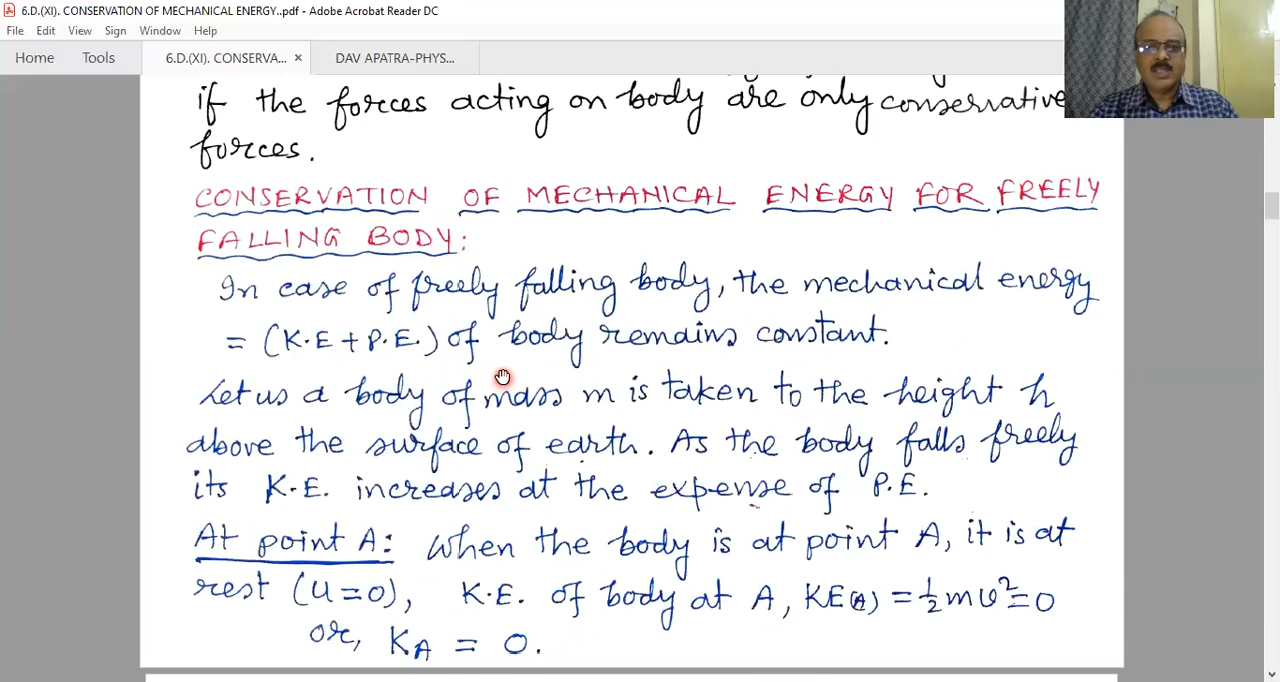 6.D.(XI). CONSERVATION OF MECHANICAL ENERGY..pdf - Adobe Acrobat Reader DC
File Edit View Sign Window Help
Home Tools 6.D.(XI). CONSERVA... × DAV APATRA-PHYS...
if the forces acting on body are only conservative
forces.
CONSERVATION OF MECHANICAL ENERGY FOR FREELY
FALLING BODY:
In case of freely falling body, the mechanical energy
= (K.E + P.E.) of body remains constant.
Let us a body of mass m is taken to the height h
above the surface of earth. As the body falls freely
its K.E. increases at the expense of P.E.
At point A: When the body is at point A, it is at
rest (U=0), K.E. of body at A, KE(A) = ½mv²=0
or, K_A = 0.